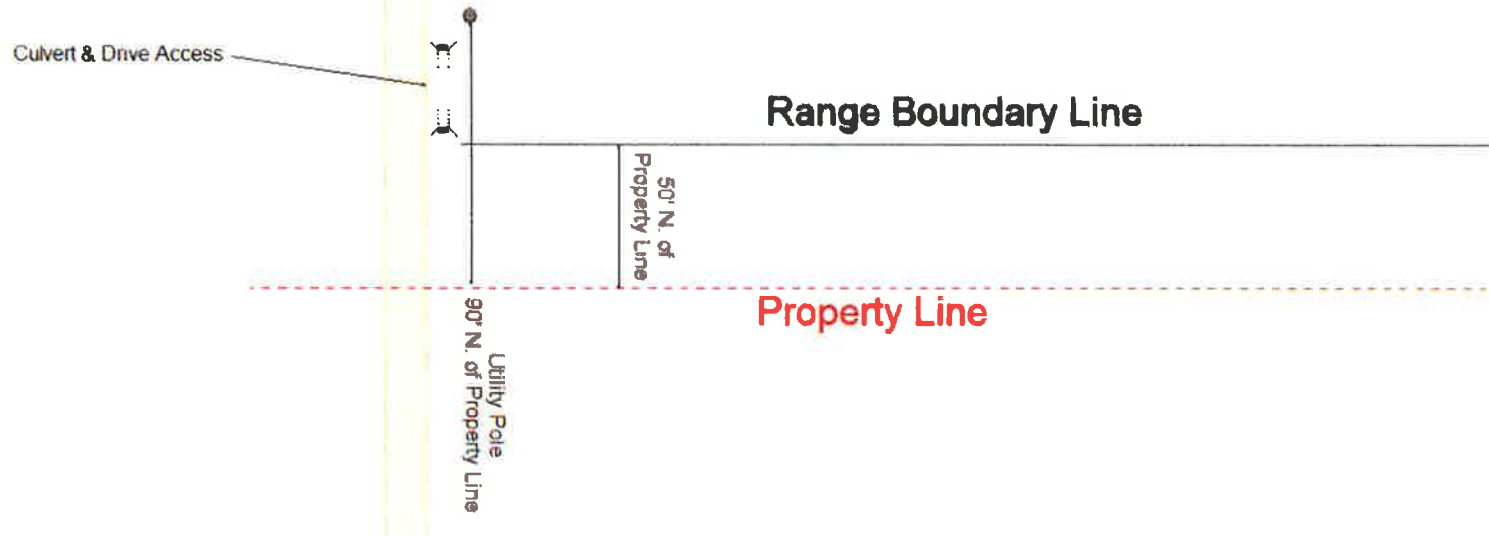 Culvert & Drive Access
Range Boundary Line
50' N. of
Property Line
Property Line
Utility Pole
90' N. of Property Line